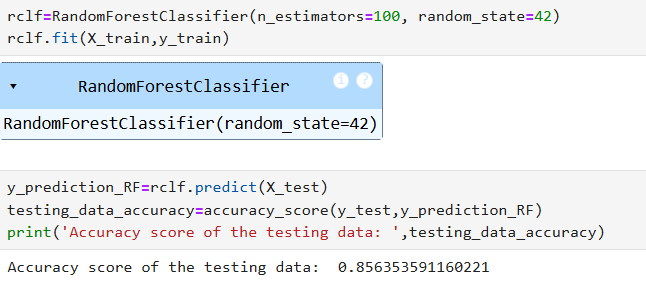 rclf=RandomForestClassifier(n_estimators=100, random_state=42)
rclf.fit(X_train,y_train)
▾ RandomForestClassifier i ?
RandomForestClassifier(random_state=42)
y_prediction_RF=rclf.predict(X_test)
testing_data_accuracy=accuracy_score(y_test,y_prediction_RF)
print('Accuracy score of the testing data: ',testing_data_accuracy)
Accuracy score of the testing data:  0.856353591160221